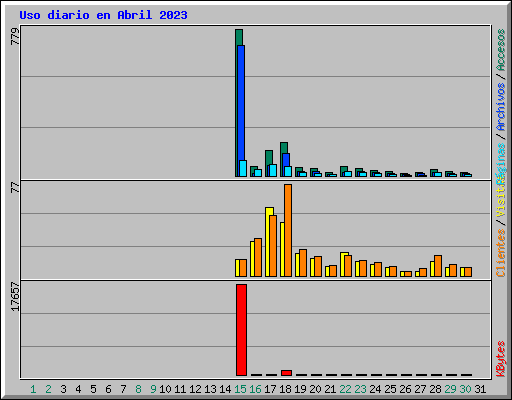 Uso diario en Abril 2023
779
77
17657
Clientes / Visitas
Páginas / Archivos / Accesos
KBytes
1 2 3 4 5 6 7 8 9 10 11 12 13 14 15 16 17 18 19 20 21 22 23 24 25 26 27 28 29 30 31